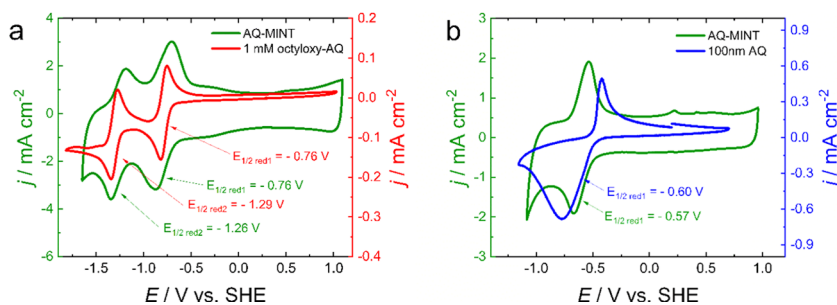 a
AQ-MINT
1 mM octyloxy-AQ
6
4
2
0
-2
-4
-6
j / mA cm-2
0.2
0.1
0.0
-0.1
-0.2
-0.3
-0.4
j / mA cm-2
E1/2 red1 = - 0.76 V
E1/2 red1 = - 0.76 V
E1/2 red2 = - 1.29 V
E1/2 red2 = - 1.26 V
-1.5 -1.0 -0.5 0.0 0.5 1.0
E / V vs. SHE
b
AQ-MINT
100nm AQ
3
2
1
0
-1
-2
-3
j / mA cm-2
0.9
0.6
0.3
0.0
-0.3
-0.6
-0.9
j / mA cm-2
E1/2 red1 = - 0.60 V
E1/2 red1 = - 0.57 V
-1.0 -0.5 0.0 0.5 1.0
E / V vs. SHE